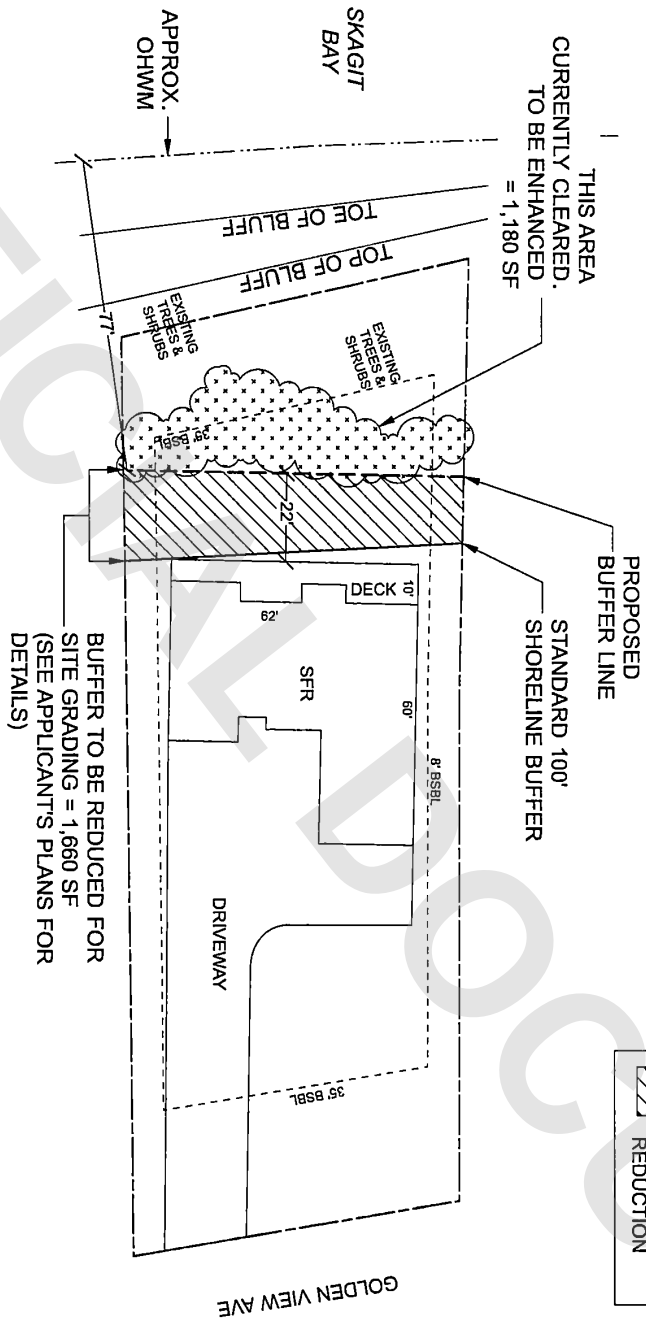 SKAGIT
BAY
APPROX.
OHWM
THIS AREA
CURRENTLY CLEARED.
TO BE ENHANCED
= 1,180 SF
TOE OF BLUFF
TOP OF BLUFF
77'
EXISTING
TREES &
SHRUBS
EXISTING
TREES &
SHRUBS
35' BSBL
PROPOSED
BUFFER LINE
STANDARD 100'
SHORELINE BUFFER
22'
DECK
10'
62'
SFR
60'
8' BSBL
BUFFER TO BE REDUCED FOR
SITE GRADING = 1,660 SF
(SEE APPLICANT'S PLANS FOR
DETAILS)
DRIVEWAY
35' BSBL
GOLDEN VIEW AVE
REDUCTION
CIAL DOCU